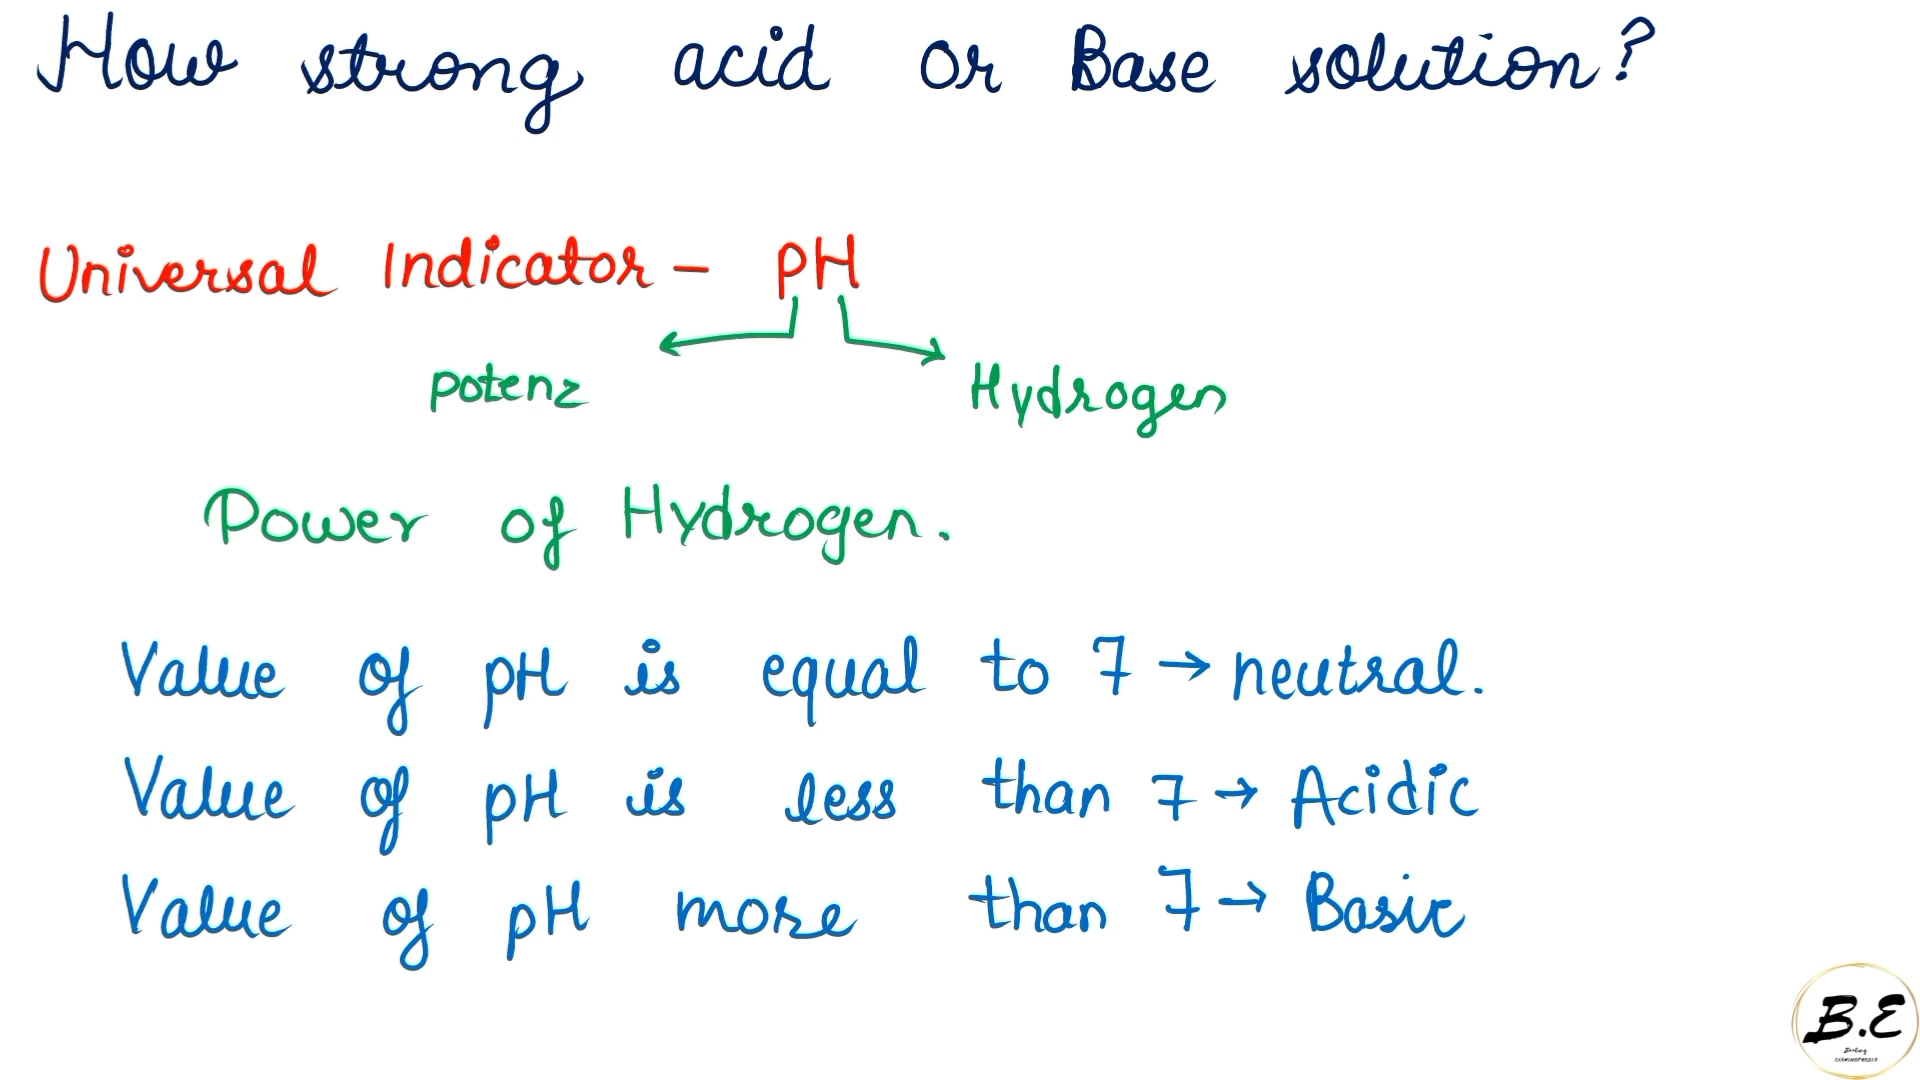 How strong acid or Base solution?
Universal Indicator - pH
potenz Hydrogen
Power of Hydrogen.
Value of pH is equal to 7 → neutral.
Value of pH is less than 7 → Acidic
Value of pH more than 7 → Basic
B.E